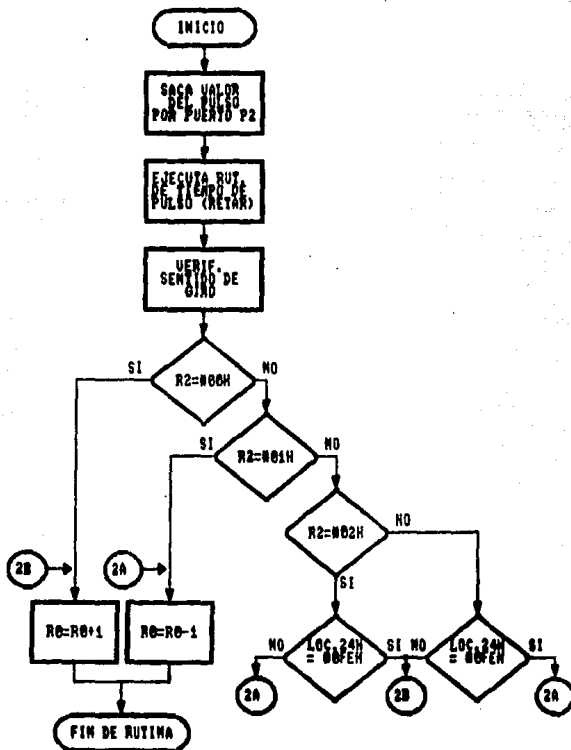 INICIO
SACA VALOR
DEL PULSO
POR PUERTO P2
EJECUTA RUT.
DE TIEMPO DE
PULSO (RETAR)
VERIF.
SENTIDO DE
GIRO
SI
R2=#00H
NO
SI
R2=#01H
NO
R2=#02H
NO
2B
2A
SI
R0=R0+1
R0=R0-1
NO
LOC.24H
= #0FEH
SI
NO
LOC.24H
= #0FEH
SI
2A
2B
2A
FIN DE RUTINA